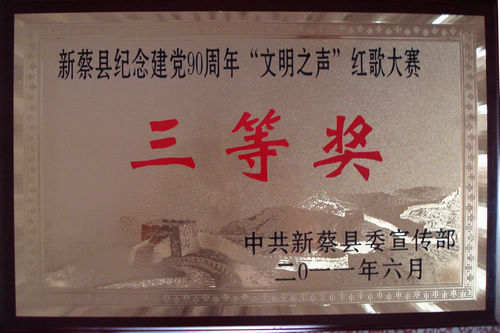 新蔡县纪念建党90周年“文明之声”红歌大赛
三等奖
中共新蔡县委宣传部
二0一一年六月